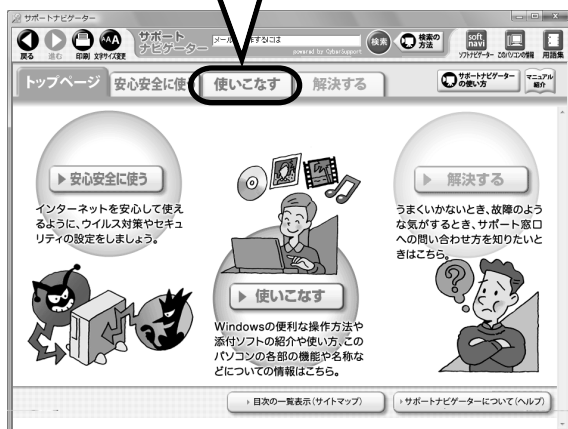 サポートナビゲーター
戻る 進む 印刷 文字サイズ変更
サポート
ナビゲーター
powered by CyberSupport
検索 検索の
方法
soft
navi
ソフトナビゲーター このパソコンの情報 用語集
トップページ 安心安全に使 使いこなす 解決する
サポートナビゲーター
の使い方
マニュアル
紹介
安心安全に使う
インターネットを安心して使え
るように、ウイルス対策やセキュ
リティの設定をしましょう。
使いこなす
Windowsの便利な操作方法や
添付ソフトの紹介や使い方、この
パソコンの各部の機能や名称な
どについての情報はこちら。
解決する
うまくいかないとき、故障のよう
な気がするとき、サポート窓口
への問い合わせ方を知りたいと
きはこちら。
?
目次の一覧表示(サイトマップ)
サポートナビゲーターについて(ヘルプ)